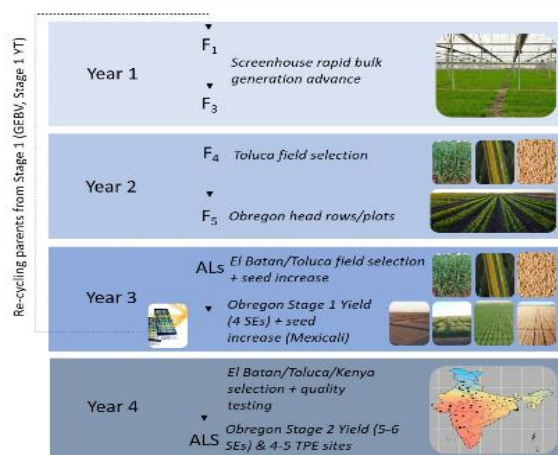 Re-cycling parents from Stage 1 (GEBV, Stage 1 YT)
Year 1
F1
F3
Screenhouse rapid bulk
generation advance
Year 2
F4
Toluca field selection
F5
Obregon head rows/plots
Year 3
ALs
El Batan/Toluca field selection
+ seed increase
Obregon Stage 1 Yield
(4 SEs) + seed
increase (Mexicali)
Year 4
El Batan/Toluca/Kenya
selection + quality
testing
ALS
Obregon Stage 2 Yield (5-6
SEs) & 4-5 TPE sites